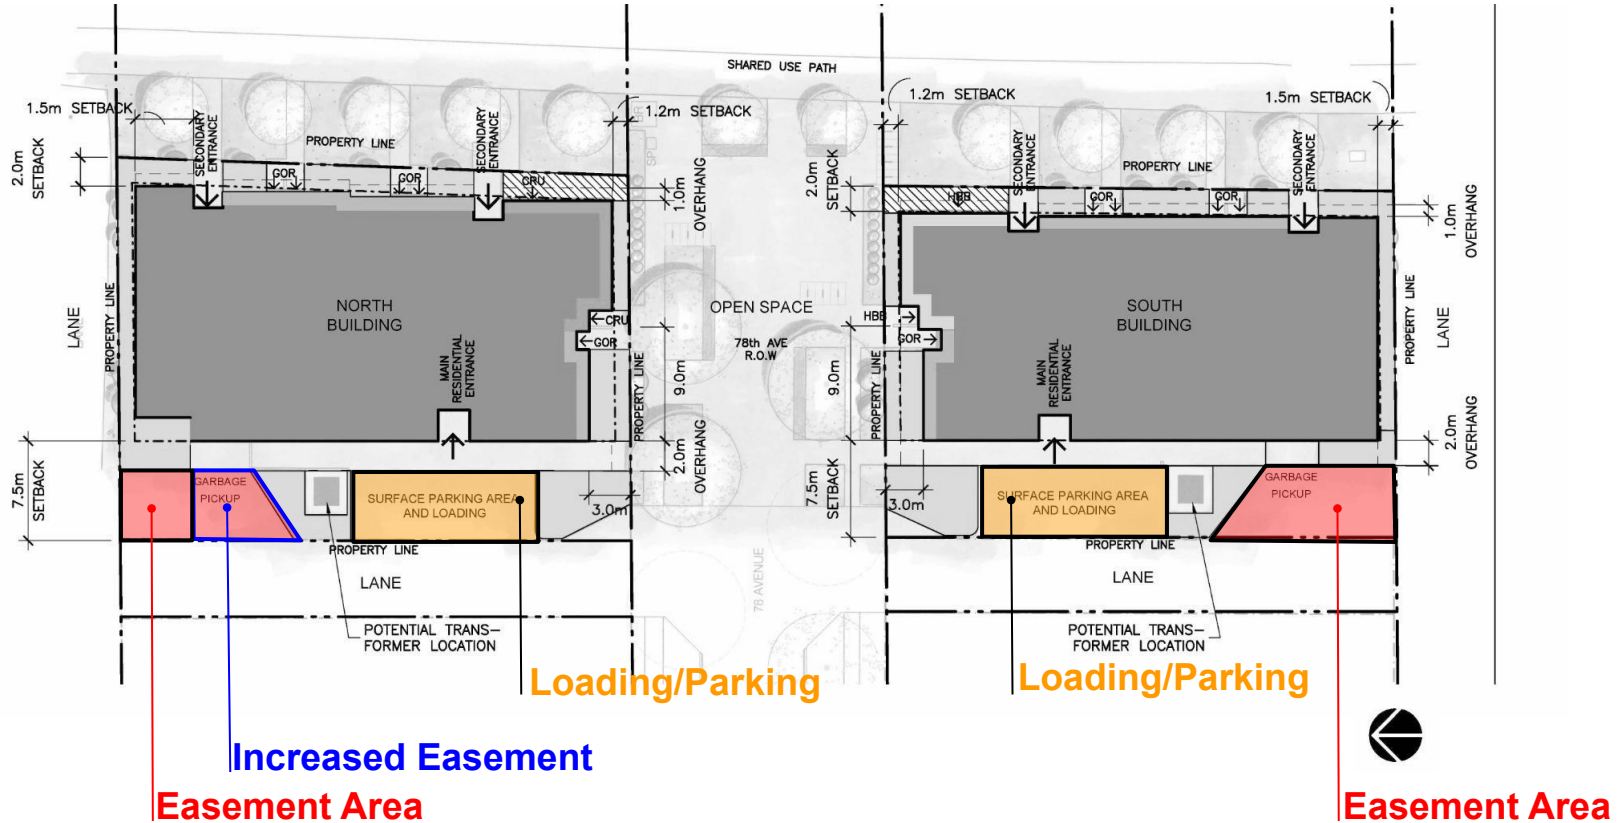 SHARED USE PATH
1.5m SETBACK
1.2m SETBACK
1.2m SETBACK
1.5m SETBACK
2.0m
SETBACK
SECONDARY
ENTRANCE
PROPERTY LINE
SECONDARY
ENTRANCE
GOR
GOR
CRU
1.0m
OVERHANG
2.0m
SETBACK
HBB
SECONDARY
ENTRANCE
PROPERTY LINE
GOR
GOR
SECONDARY
ENTRANCE
1.0m
OVERHANG
LANE
PROPERTY LINE
NORTH
BUILDING
CRU
GOR
MAIN
RESIDENTIAL
ENTRANCE
PROPERTY LINE
9.0m
OPEN SPACE
78th AVE
R.O.W
9.0m
HBB
GOR
PROPERTY LINE
SOUTH
BUILDING
MAIN
RESIDENTIAL
ENTRANCE
PROPERTY LINE
LANE
7.5m
SETBACK
GARBAGE
PICKUP
SURFACE PARKING AREA
AND LOADING
2.0m
OVERHANG
3.0m
7.5m
SETBACK
3.0m
SURFACE PARKING AREA
AND LOADING
GARBAGE
PICKUP
2.0m
OVERHANG
PROPERTY LINE
LANE
78 AVENUE
PROPERTY LINE
LANE
POTENTIAL TRANS-
FORMER LOCATION
POTENTIAL TRANS-
FORMER LOCATION
Loading/Parking
Loading/Parking
Increased Easement
Easement Area
Easement Area